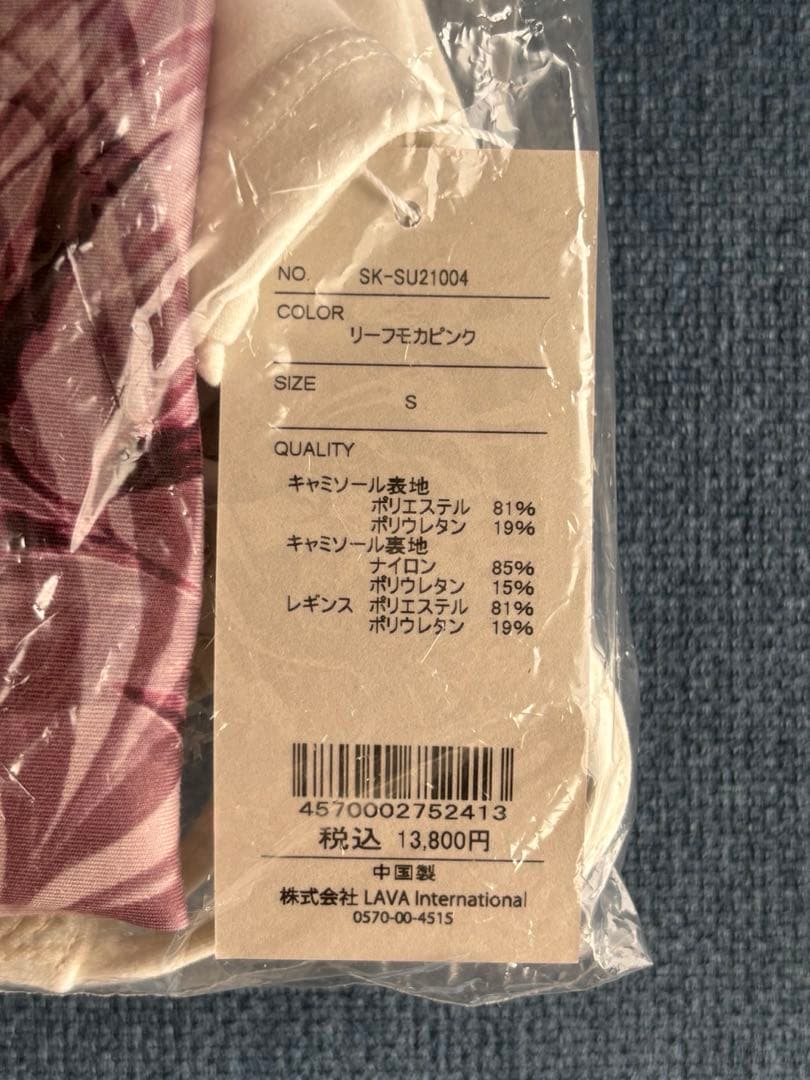 NO. SK-SU21004
COLOR
リーフモカピンク
SIZE
S
QUALITY
キャミソール表地
ポリエステル 81%
ポリウレタン 19%
キャミソール裏地
ナイロン 85%
ポリウレタン 15%
レギンス ポリエステル 81%
ポリウレタン 19%
4570002752413
税込 13,800円
中国製
株式会社 LAVA International
0570-00-4515